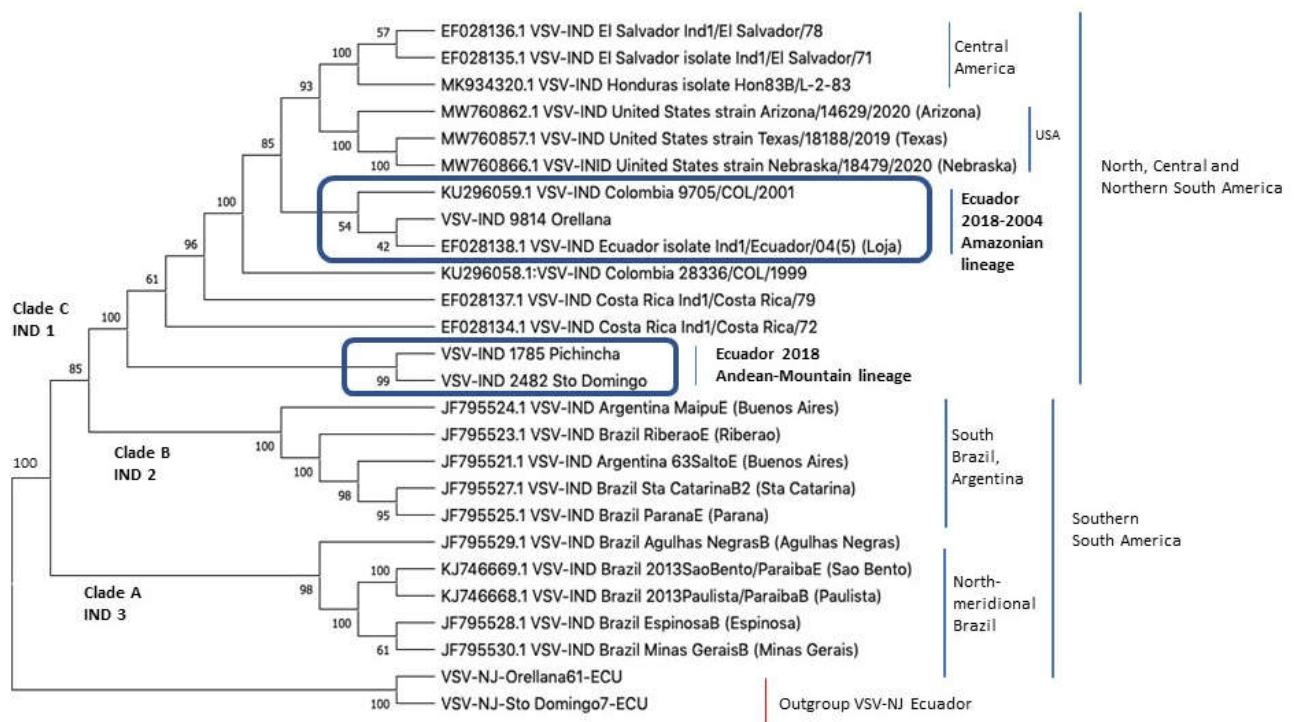 57
EF028136.1 VSV-IND El Salvador Ind1/El Salvador/78
100
EF028135.1 VSV-IND El Salvador isolate Ind1/El Salvador/71
Central
America
93
MK934320.1 VSV-IND Honduras isolate Hon83B/L-2-83
MW760862.1 VSV-IND United States strain Arizona/14629/2020 (Arizona)
100
MW760857.1 VSV-IND United States strain Texas/18188/2019 (Texas)
USA
85
100
MW760866.1 VSV-INID Uinited States strain Nebraska/18479/2020 (Nebraska)
North, Central and
Northern South America
KU296059.1 VSV-IND Colombia 9705/COL/2001
100
54
VSV-IND 9814 Orellana
42
EF028138.1 VSV-IND Ecuador isolate Ind1/Ecuador/04(5) (Loja)
Ecuador
2018-2004
Amazonian
lineage
96
KU296058.1:VSV-IND Colombia 28336/COL/1999
61
EF028137.1 VSV-IND Costa Rica Ind1/Costa Rica/79
Clade C
IND 1
100
EF028134.1 VSV-IND Costa Rica Ind1/Costa Rica/72
VSV-IND 1785 Pichincha
85
99
VSV-IND 2482 Sto Domingo
Ecuador 2018
Andean-Mountain lineage
JF795524.1 VSV-IND Argentina MaipuE (Buenos Aires)
Clade B
IND 2
100
JF795523.1 VSV-IND Brazil RiberaoE (Riberao)
100
100
JF795521.1 VSV-IND Argentina 63SaltoE (Buenos Aires)
South
Brazil,
Argentina
98
JF795527.1 VSV-IND Brazil Sta CatarinaB2 (Sta Catarina)
95
JF795525.1 VSV-IND Brazil ParanaE (Parana)
Southern
South America
JF795529.1 VSV-IND Brazil Agulhas NegrasB (Agulhas Negras)
Clade A
IND 3
98
100
KJ746669.1 VSV-IND Brazil 2013SaoBento/ParaibaE (Sao Bento)
KJ746668.1 VSV-IND Brazil 2013Paulista/ParaibaB (Paulista)
North-
meridional
Brazil
100
JF795528.1 VSV-IND Brazil EspinosaB (Espinosa)
61
JF795530.1 VSV-IND Brazil Minas GeraisB (Minas Gerais)
VSV-NJ-Orellana61-ECU
100
VSV-NJ-Sto Domingo7-ECU
Outgroup VSV-NJ Ecuador